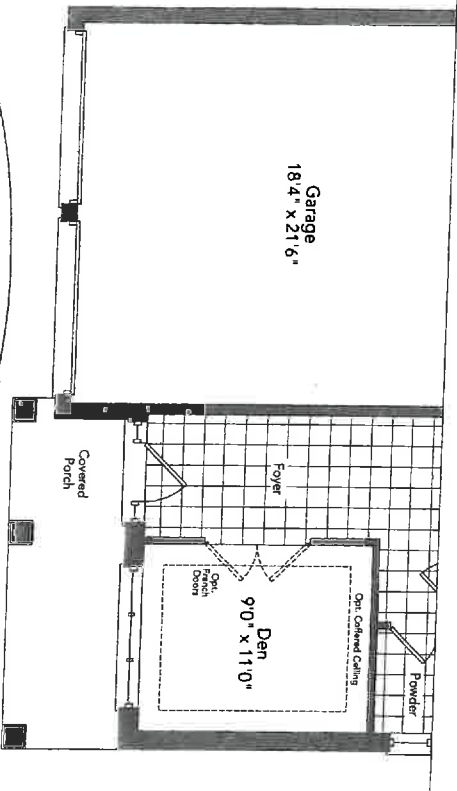 Garage
18'4" x 21'6"
Foyer
Covered
Porch
Opt. Coffered Ceiling
Den
9'0" x 11'0"
Opt.
French
Doors
Powder